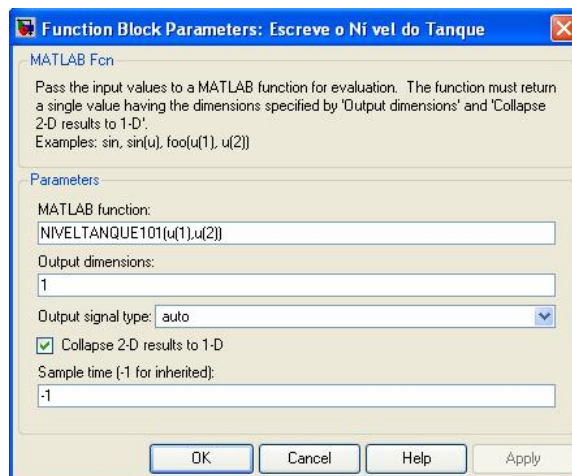 Function Block Parameters: Escreve o Ní vel do Tanque
MATLAB Fcn
Pass the input values to a MATLAB function for evaluation. The function must return
a single value having the dimensions specified by 'Output dimensions' and 'Collapse
2-D results to 1-D'.
Examples: sin, sin(u), foo(u(1), u(2))
Parameters
MATLAB function:
NIVELTANQUE101(u(1),u(2))
Output dimensions:
1
Output signal type: auto
Collapse 2-D results to 1-D
Sample time (-1 for inherited):
-1
OK Cancel Help Apply